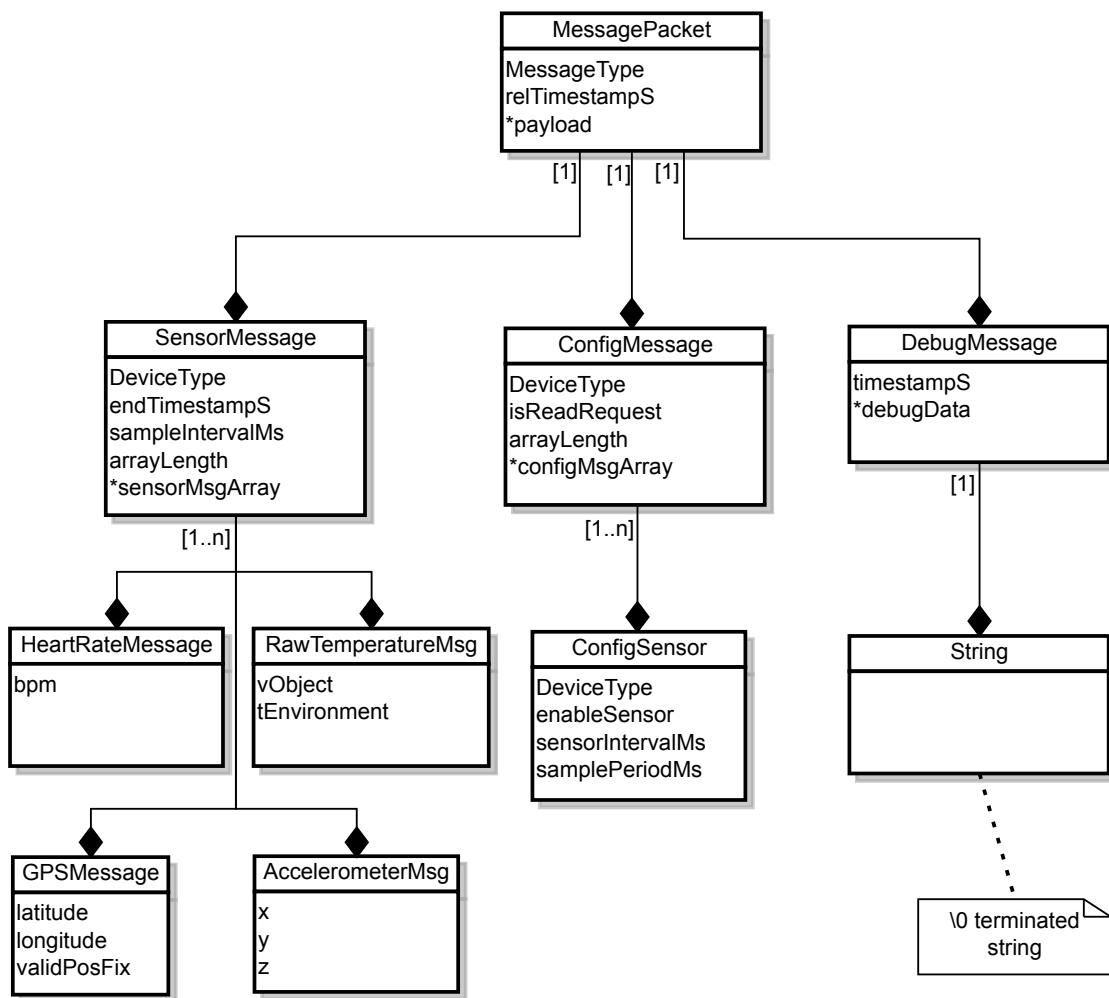 MessagePacket
MessageType
relTimestampS
*payload
[1]
[1]
[1]
SensorMessage
DeviceType
endTimestampS
sampleIntervalMs
arrayLength
*sensorMsgArray
[1..n]
ConfigMessage
DeviceType
isReadRequest
arrayLength
*configMsgArray
[1..n]
DebugMessage
timestampS
*debugData
[1]
HeartRateMessage
bpm
RawTemperatureMsg
vObject
tEnvironment
ConfigSensor
DeviceType
enableSensor
sensorIntervalMs
samplePeriodMs
String
GPSMessage
latitude
longitude
validPosFix
AccelerometerMsg
x
y
z
\0 terminated
string